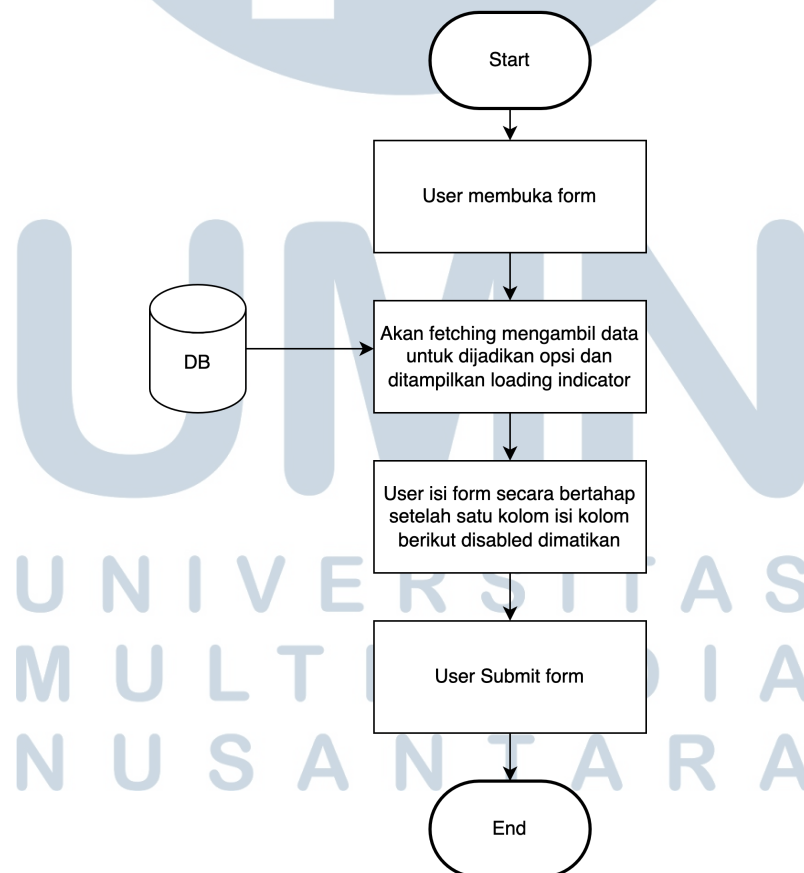 Start
User membuka form
Akan fetching mengambil data
untuk dijadikan opsi dan
ditampilkan loading indicator
DB
User isi form secara bertahap
setelah satu kolom isi kolom
berikut disabled dimatikan
User Submit form
End
UMN
UNIVERSITAS
MULTIMEDIA
NUSANTARA